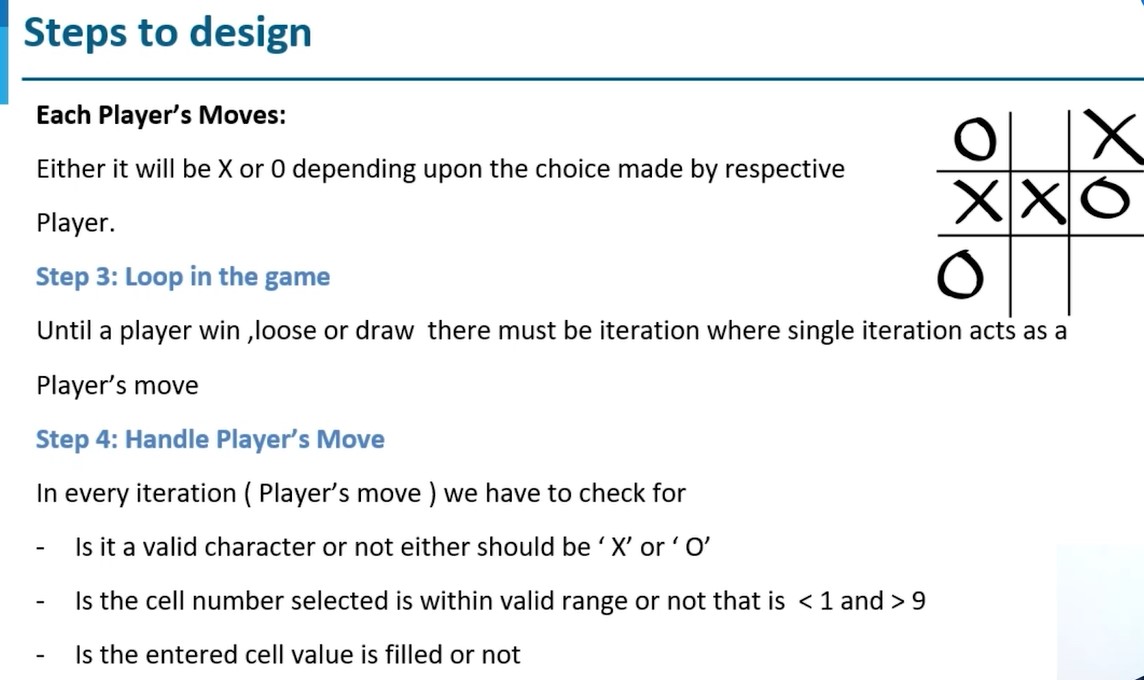 Steps to design
Each Player’s Moves:
Either it will be X or 0 depending upon the choice made by respective
Player.
O X
X X O
O
Step 3: Loop in the game
Until a player win ,loose or draw  there must be iteration where single iteration acts as a
Player’s move
Step 4: Handle Player’s Move
In every iteration ( Player’s move ) we have to check for
- Is it a valid character or not either should be ‘ X’ or ‘ O’
- Is the cell number selected is within valid range or not that is  < 1 and > 9
- Is the entered cell value is filled or not